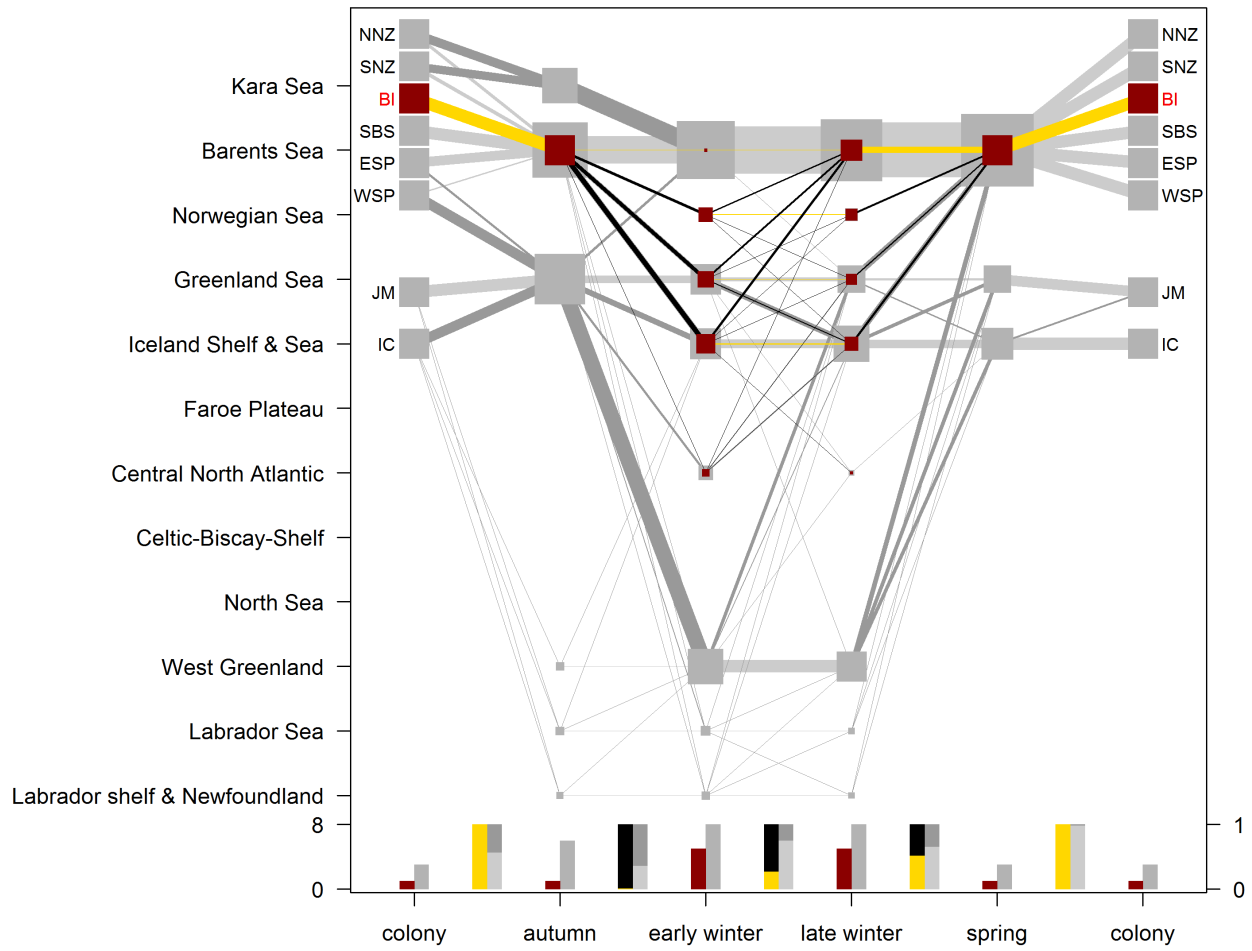 NNZ NNZ
SNZ SNZ
Kara Sea
BI BI
SBS SBS
Barents Sea
ESP ESP
WSP WSP
Norwegian Sea
Greenland Sea
JM JM
Iceland Shelf & Sea
IC IC
Faroe Plateau
Central North Atlantic
Celtic-Biscay-Shelf
North Sea
West Greenland
Labrador Sea
Labrador shelf & Newfoundland
8 1
0 0
colony autumn early winter late winter spring colony